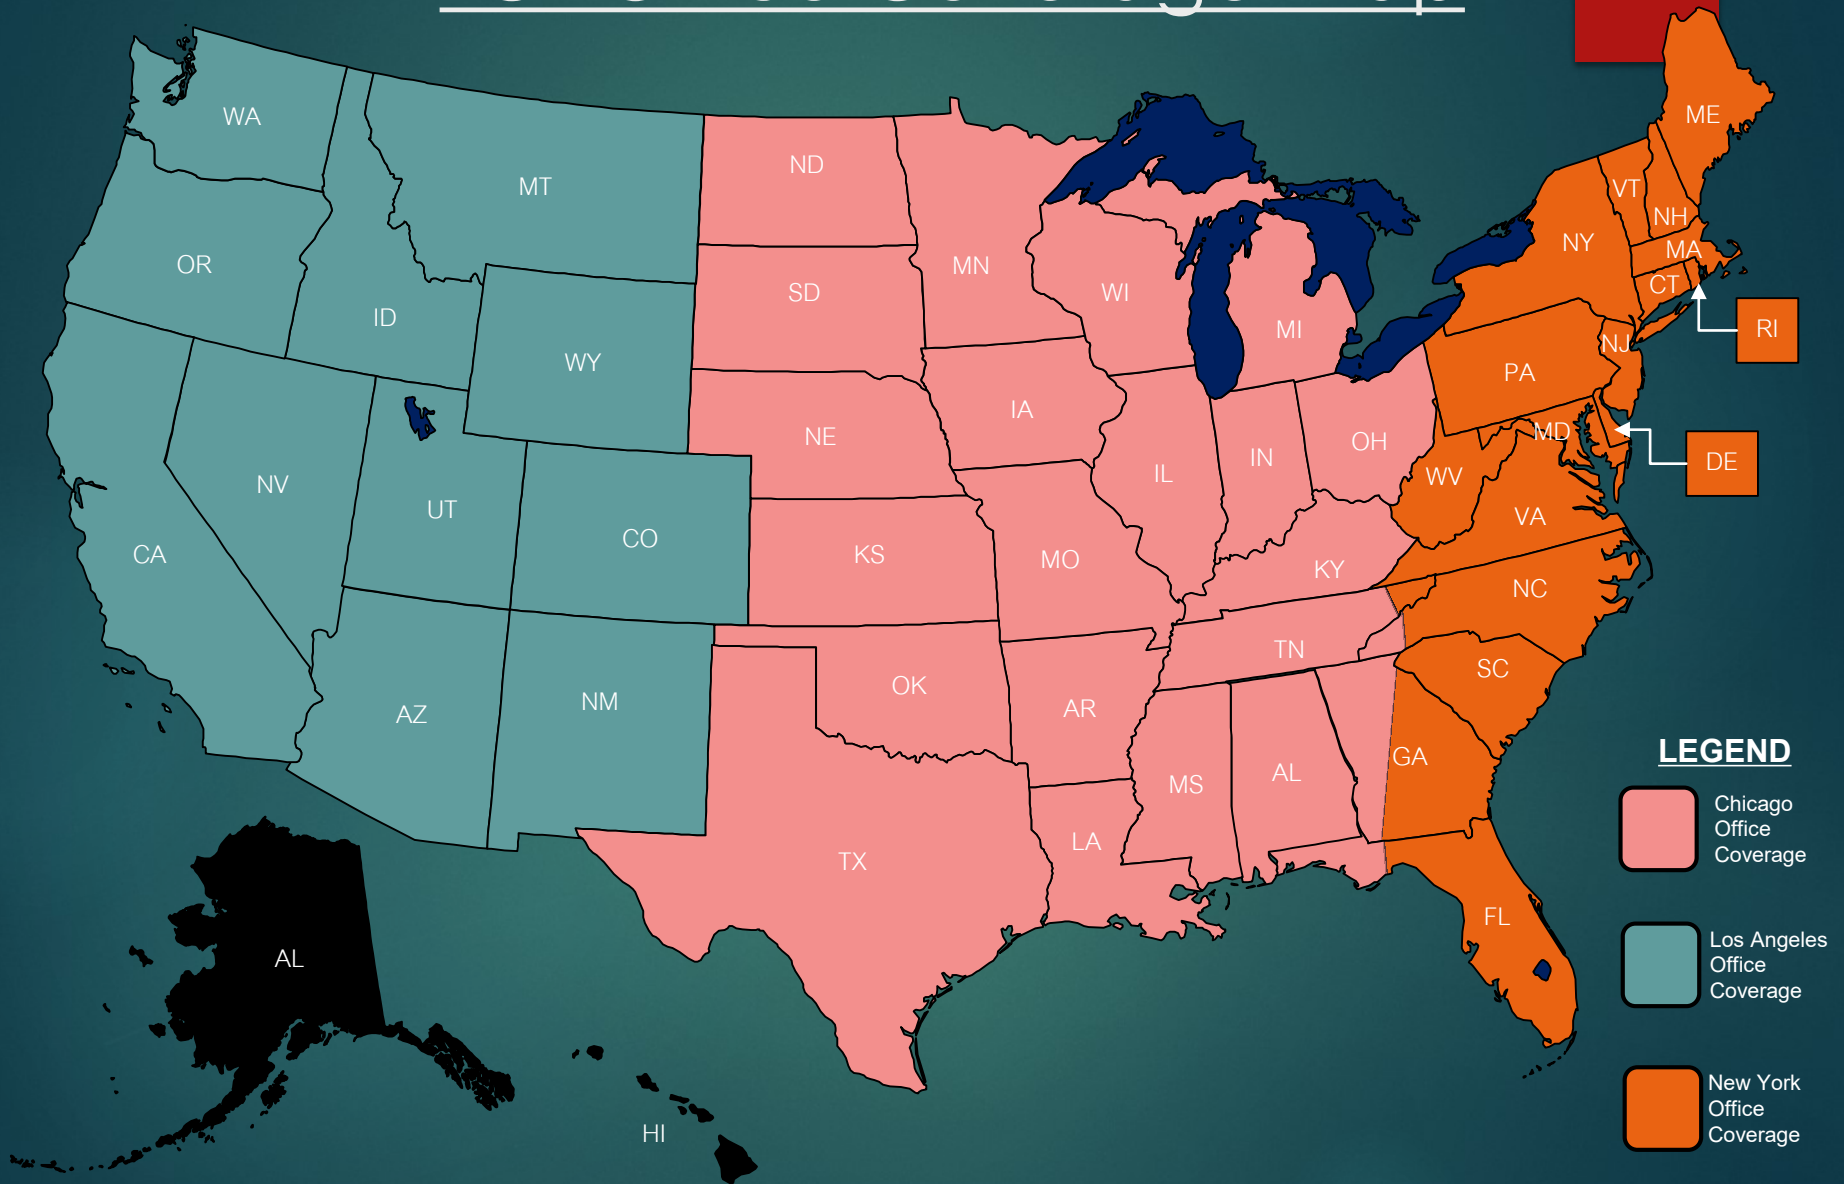 WA
MT
ND
ME
OR
ID
SD
MN
WI
MI
VT
NH
NY
MA
CT
RI
WY
NE
IA
PA
NJ
NV
UT
CO
IL
IN
OH
WV
MD
DE
CA
KS
MO
KY
VA
NC
AZ
NM
OK
AR
TN
SC
TX
LA
MS
AL
GA
FL
AL
HI
LEGEND
Chicago
Office
Coverage
Los Angeles
Office
Coverage
New York
Office
Coverage